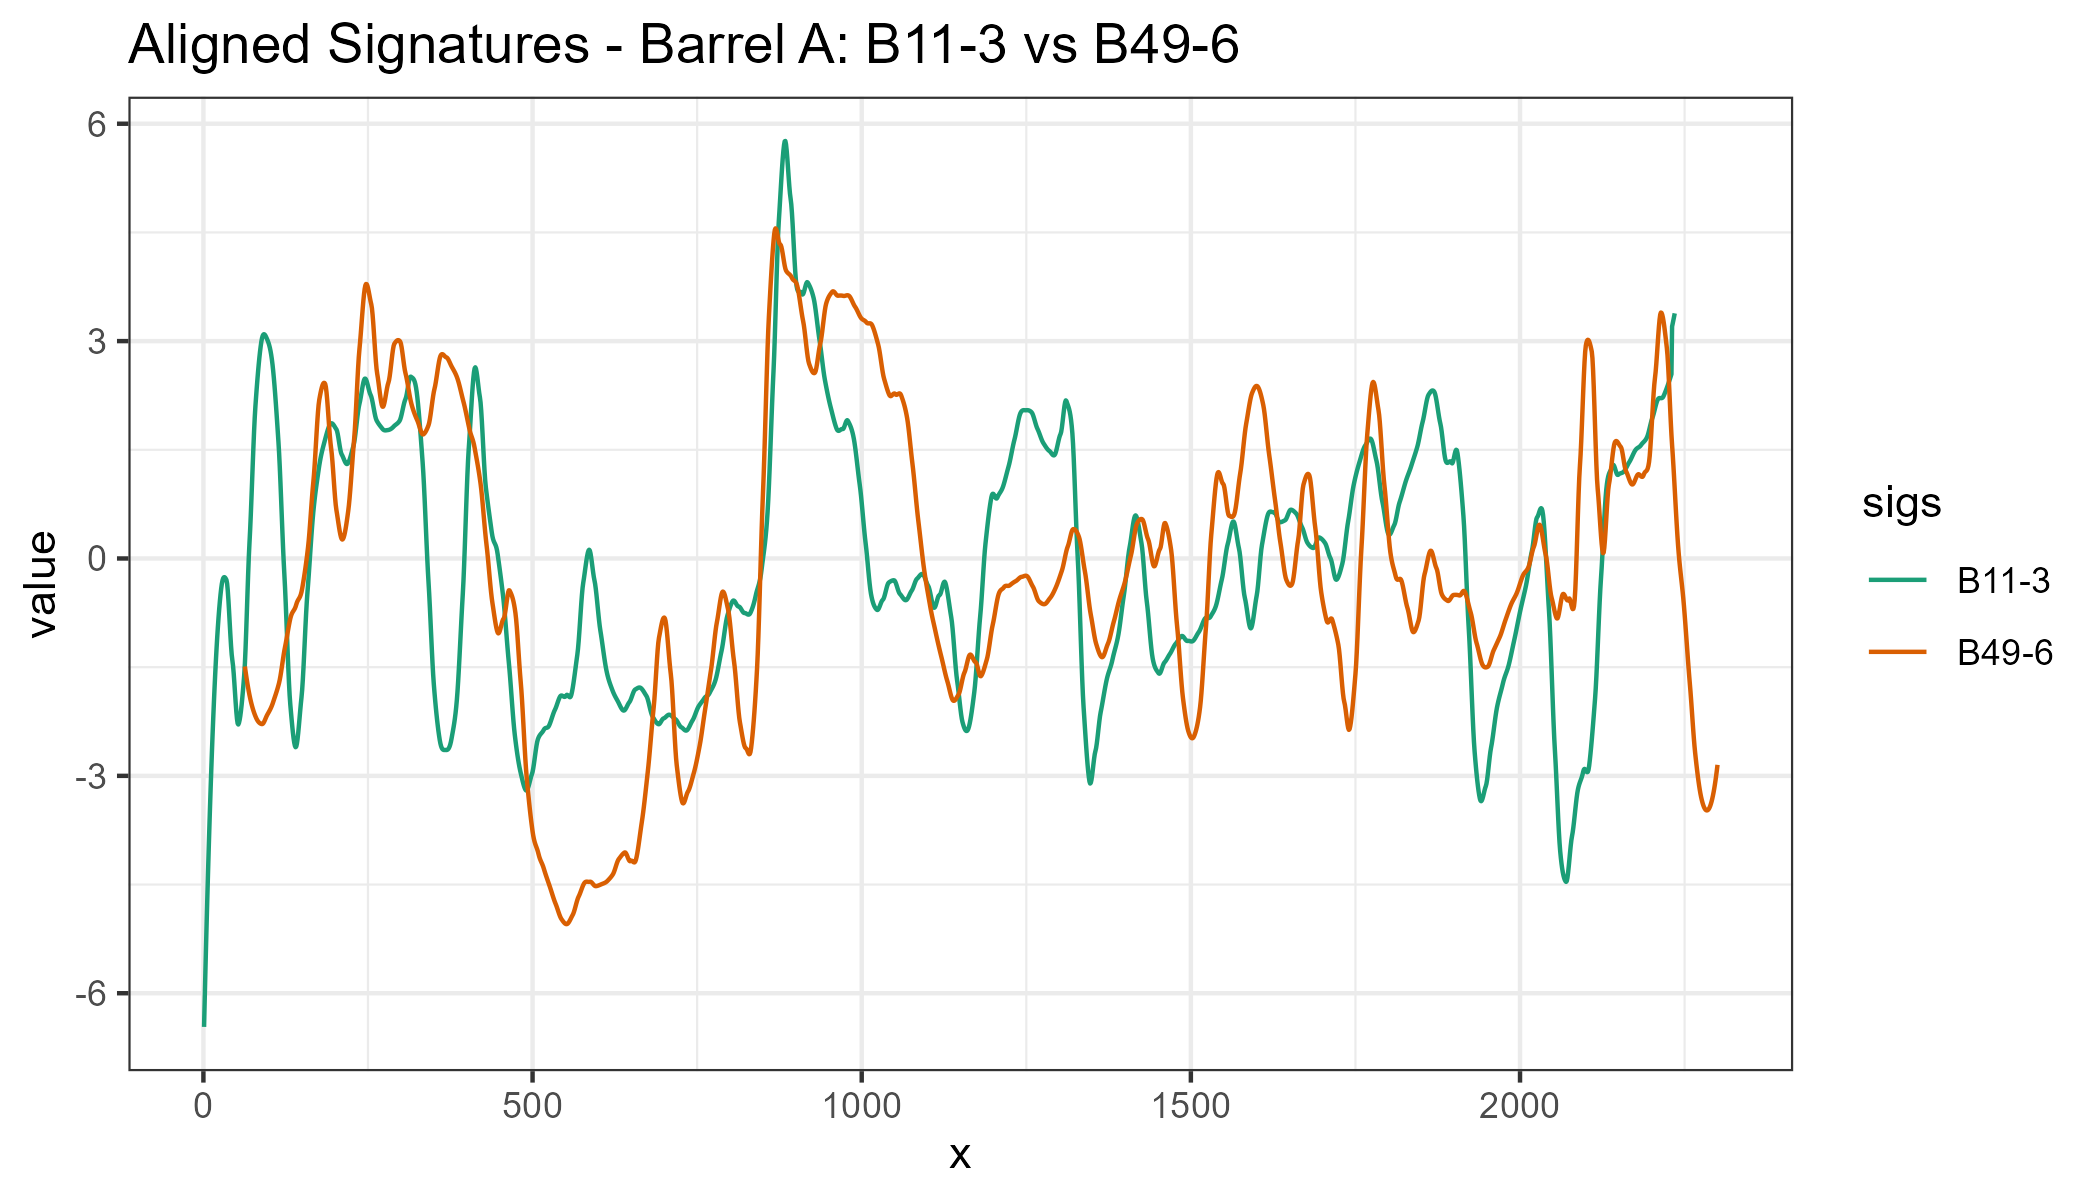 Aligned Signatures - Barrel A: B11-3 vs B49-6
6
3
0
-3
-6
value
0 500 1000 1500 2000
x
sigs
B11-3
B49-6